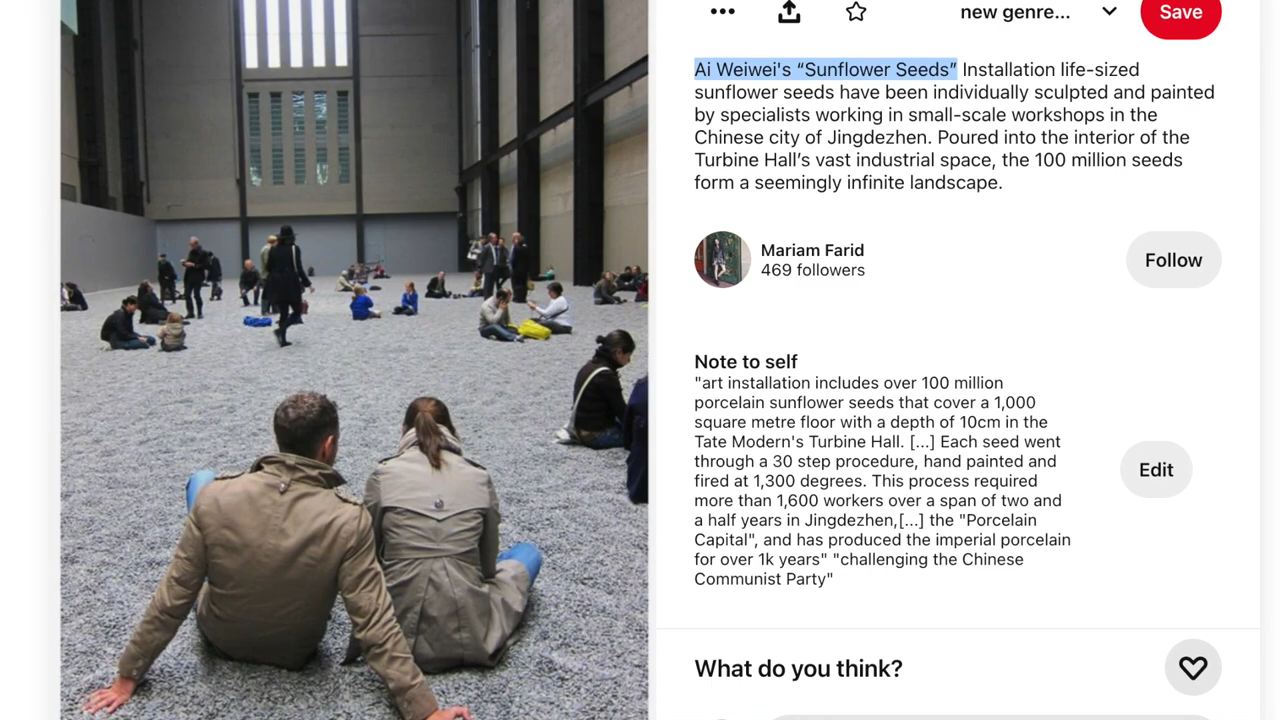 new genre...
Save
Ai Weiwei's “Sunflower Seeds” Installation life-sized
sunflower seeds have been individually sculpted and painted
by specialists working in small-scale workshops in the
Chinese city of Jingdezhen. Poured into the interior of the
Turbine Hall’s vast industrial space, the 100 million seeds
form a seemingly infinite landscape.
Mariam Farid
469 followers
Follow
Note to self
"art installation includes over 100 million
porcelain sunflower seeds that cover a 1,000
square metre floor with a depth of 10cm in the
Tate Modern's Turbine Hall. [...] Each seed went
through a 30 step procedure, hand painted and
fired at 1,300 degrees. This process required
more than 1,600 workers over a span of two and
a half years in Jingdezhen,[...] the "Porcelain
Capital", and has produced the imperial porcelain
for over 1k years" "challenging the Chinese
Communist Party"
Edit
What do you think?